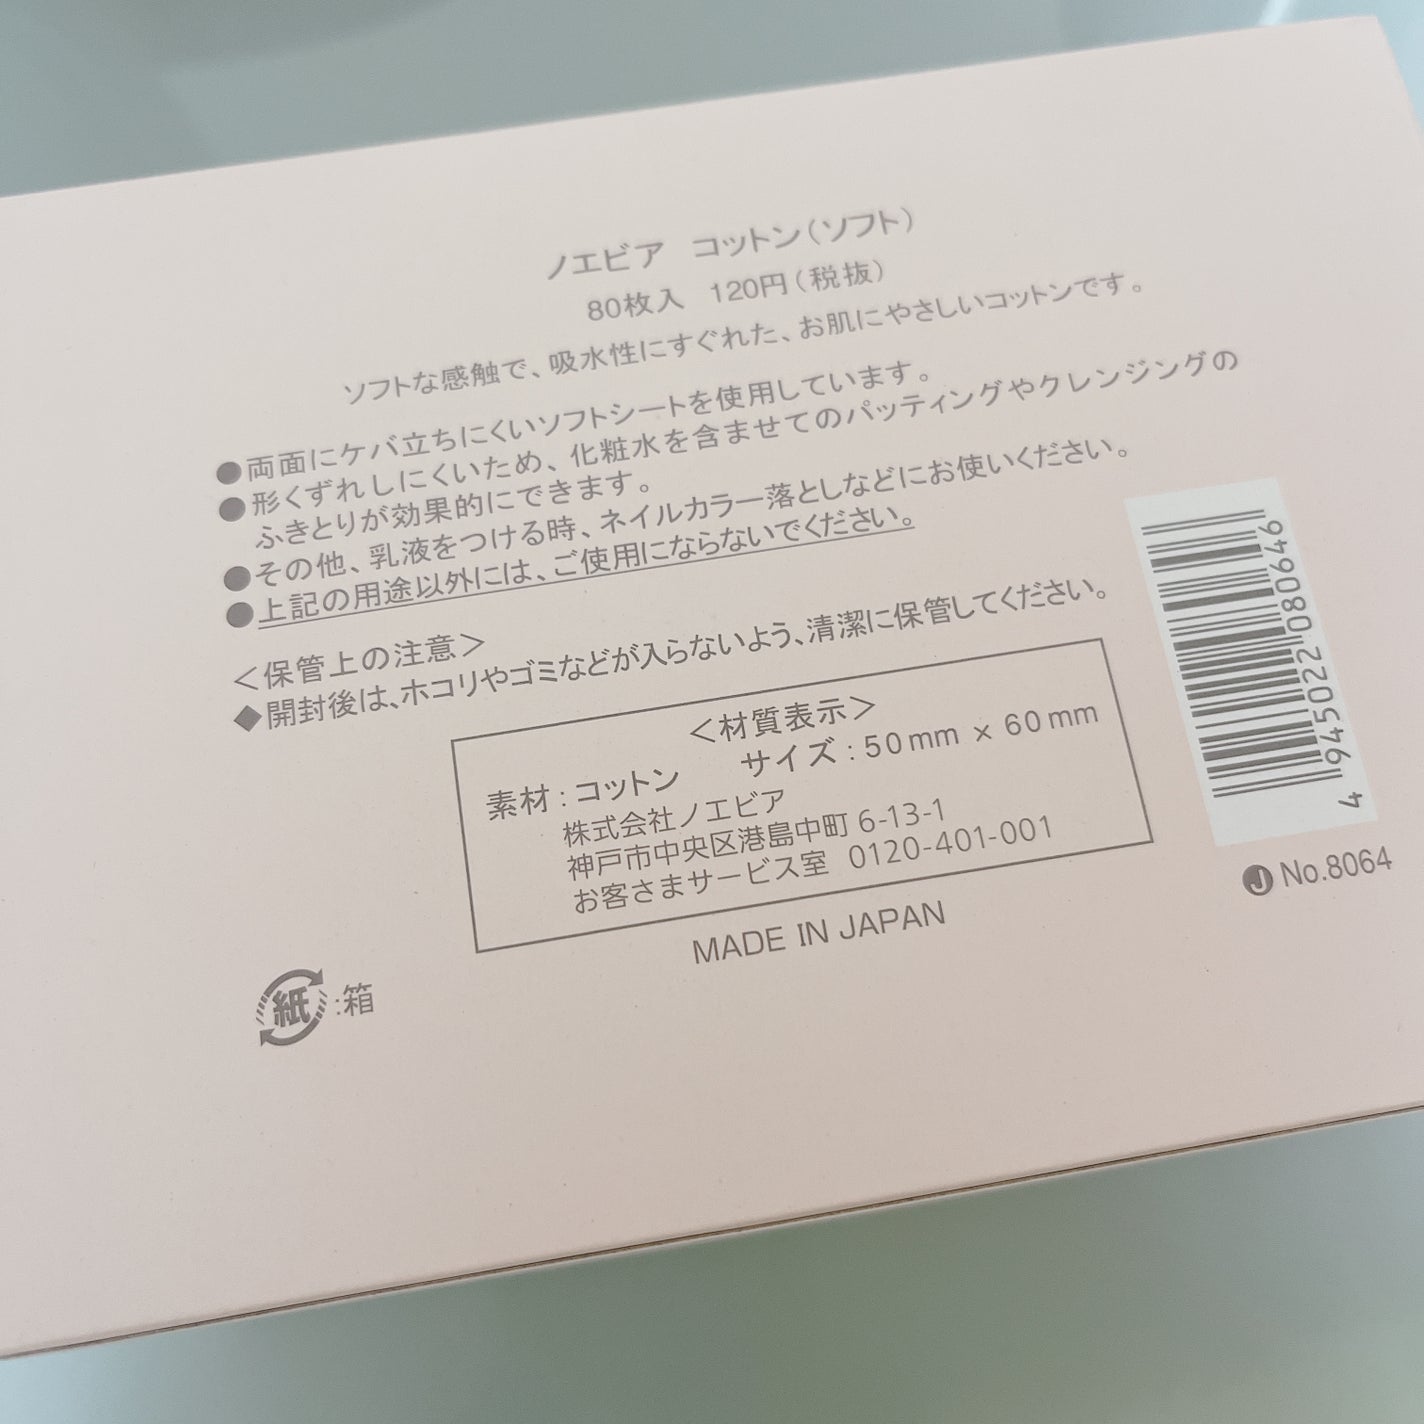 ノエビア コットン（ソフト）
80枚入 120円（税抜）
ソフトな感触で、吸水性にすぐれた、お肌にやさしいコットンです。
●両面にケバ立ちにくいソフトシートを使用しています。
●形くずれしにくいため、化粧水を含ませてのパッティングやクレンジングの
ふきとりが効果的にできます。
●その他、乳液をつける時、ネイルカラー落としなどにお使いください。
●上記の用途以外には、ご使用にならないでください。
＜保管上の注意＞
◆開封後は、ホコリやゴミなどが入らないよう、清潔に保管してください。
＜材質表示＞
素材：コットン サイズ：50mm × 60mm
株式会社ノエビア
神戸市中央区港島中町 6-13-1
お客さまサービス室 0120-401-001
MADE IN JAPAN
紙:箱
4 945022 080646
J No.8064